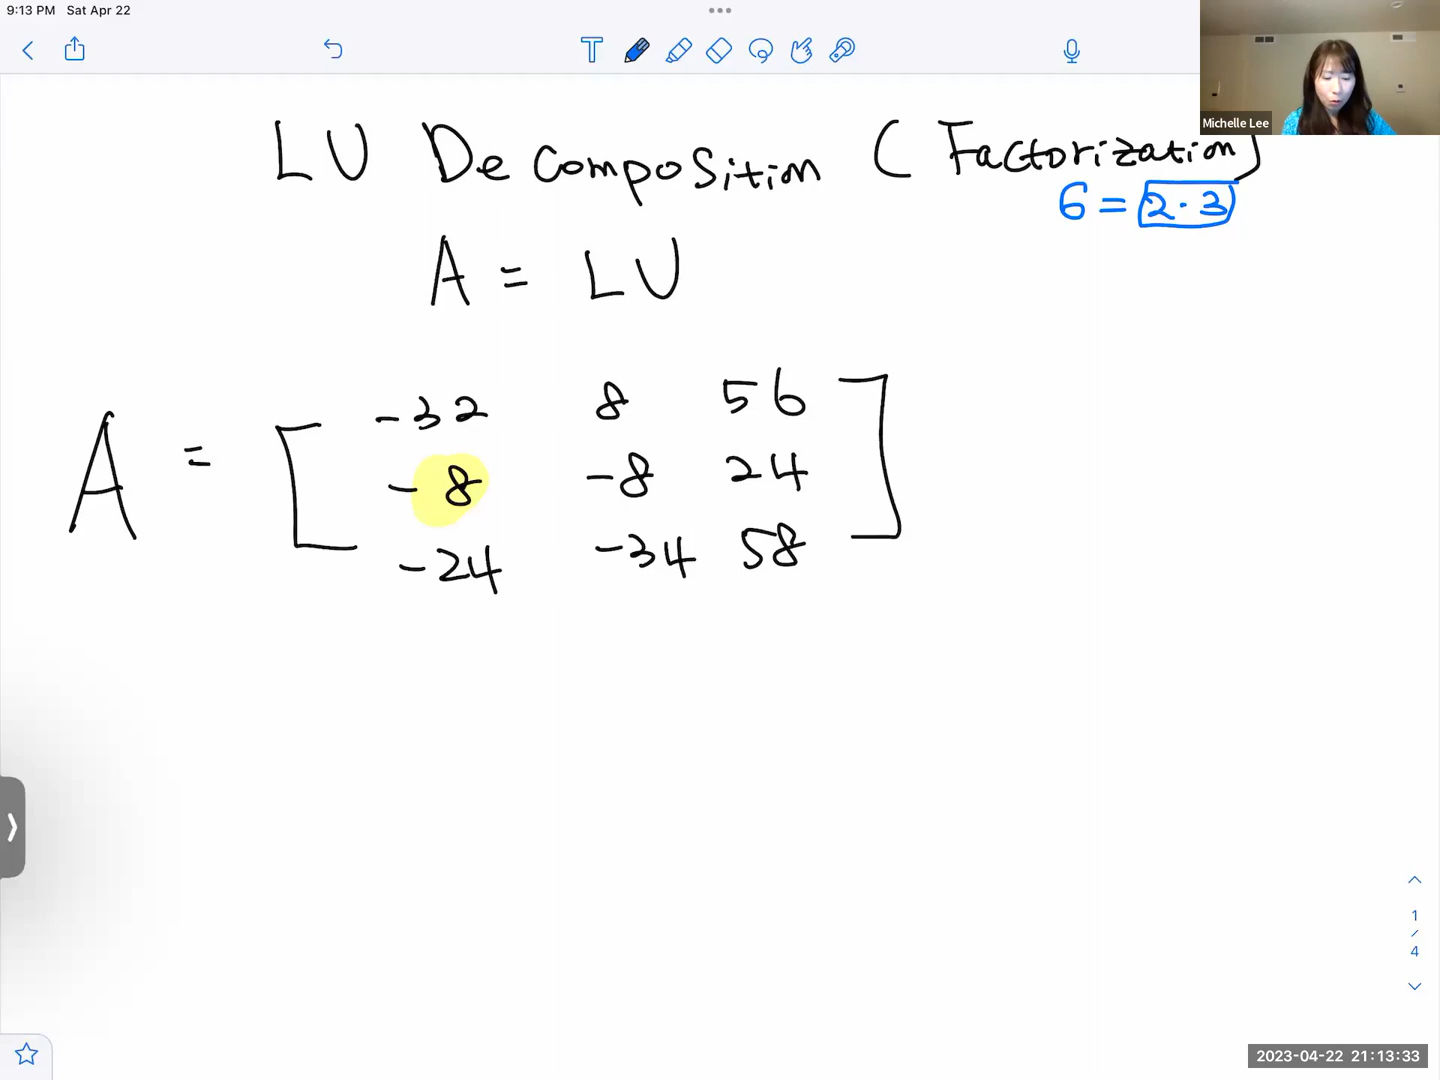 9:13 PM Sat Apr 22
T
Michelle Lee
LU Decomposition (Factorization)
6 = 2 · 3
A = LU
A = [ -32 8 56
-8 -8 24
-24 -34 58 ]
1
/
4
2023-04-22 21:13:33